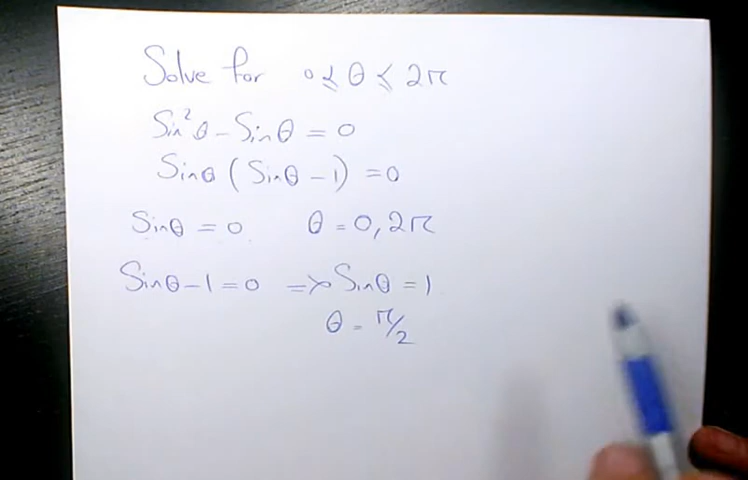 Solve for 0 ≤ θ ≤ 2π
Sin²θ - Sinθ = 0
Sinθ (Sinθ - 1) = 0
Sinθ = 0 θ = 0, 2π
Sinθ - 1 = 0 => Sinθ = 1
θ = π/2